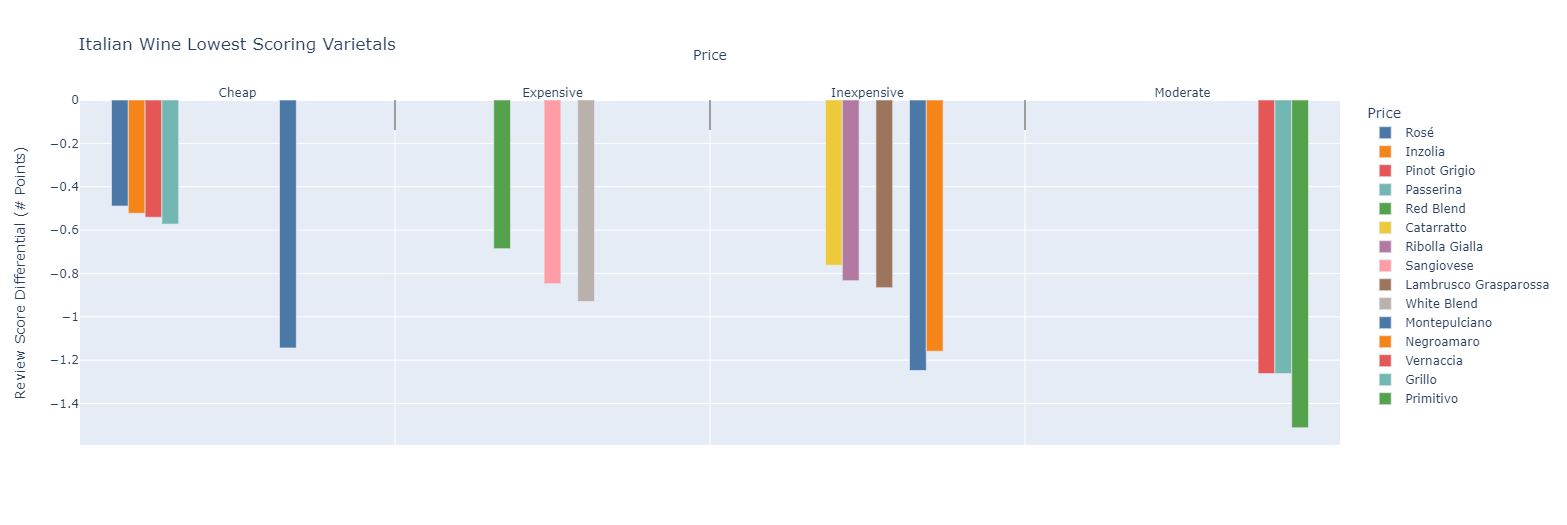 Italian Wine Lowest Scoring Varietals
Price
Cheap
Expensive
Inexpensive
Moderate
0
−0.2
−0.4
−0.6
−0.8
−1
−1.2
−1.4
Review Score Differential (# Points)
Price
Rosé
Inzolia
Pinot Grigio
Passerina
Red Blend
Catarratto
Ribolla Gialla
Sangiovese
Lambrusco Grasparossa
White Blend
Montepulciano
Negroamaro
Vernaccia
Grillo
Primitivo